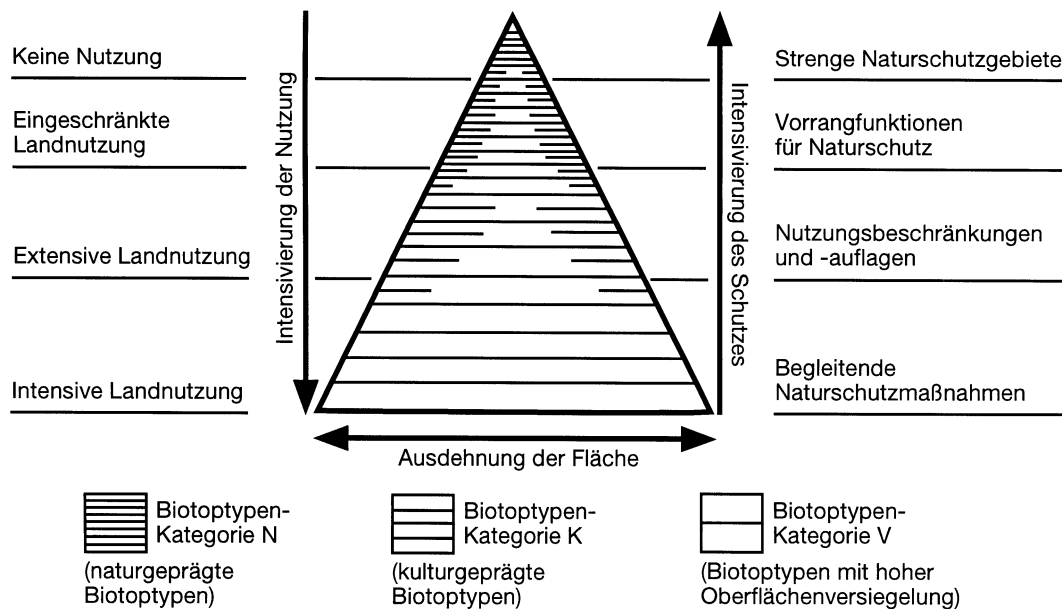 Keine Nutzung
Eingeschränkte
Landnutzung
Extensive Landnutzung
Intensive Landnutzung
Intensivierung der Nutzung
Intensivierung des Schutzes
Strenge Naturschutzgebiete
Vorrangfunktionen
für Naturschutz
Nutzungsbeschränkungen
und -auflagen
Begleitende
Naturschutzmaßnahmen
Ausdehnung der Fläche
Biotoptypen-
Kategorie N
(naturgeprägte
Biotoptypen)
Biotoptypen-
Kategorie K
(kulturgeprägte
Biotoptypen)
Biotoptypen-
Kategorie V
(Biotoptypen mit hoher
Oberflächenversiegelung)